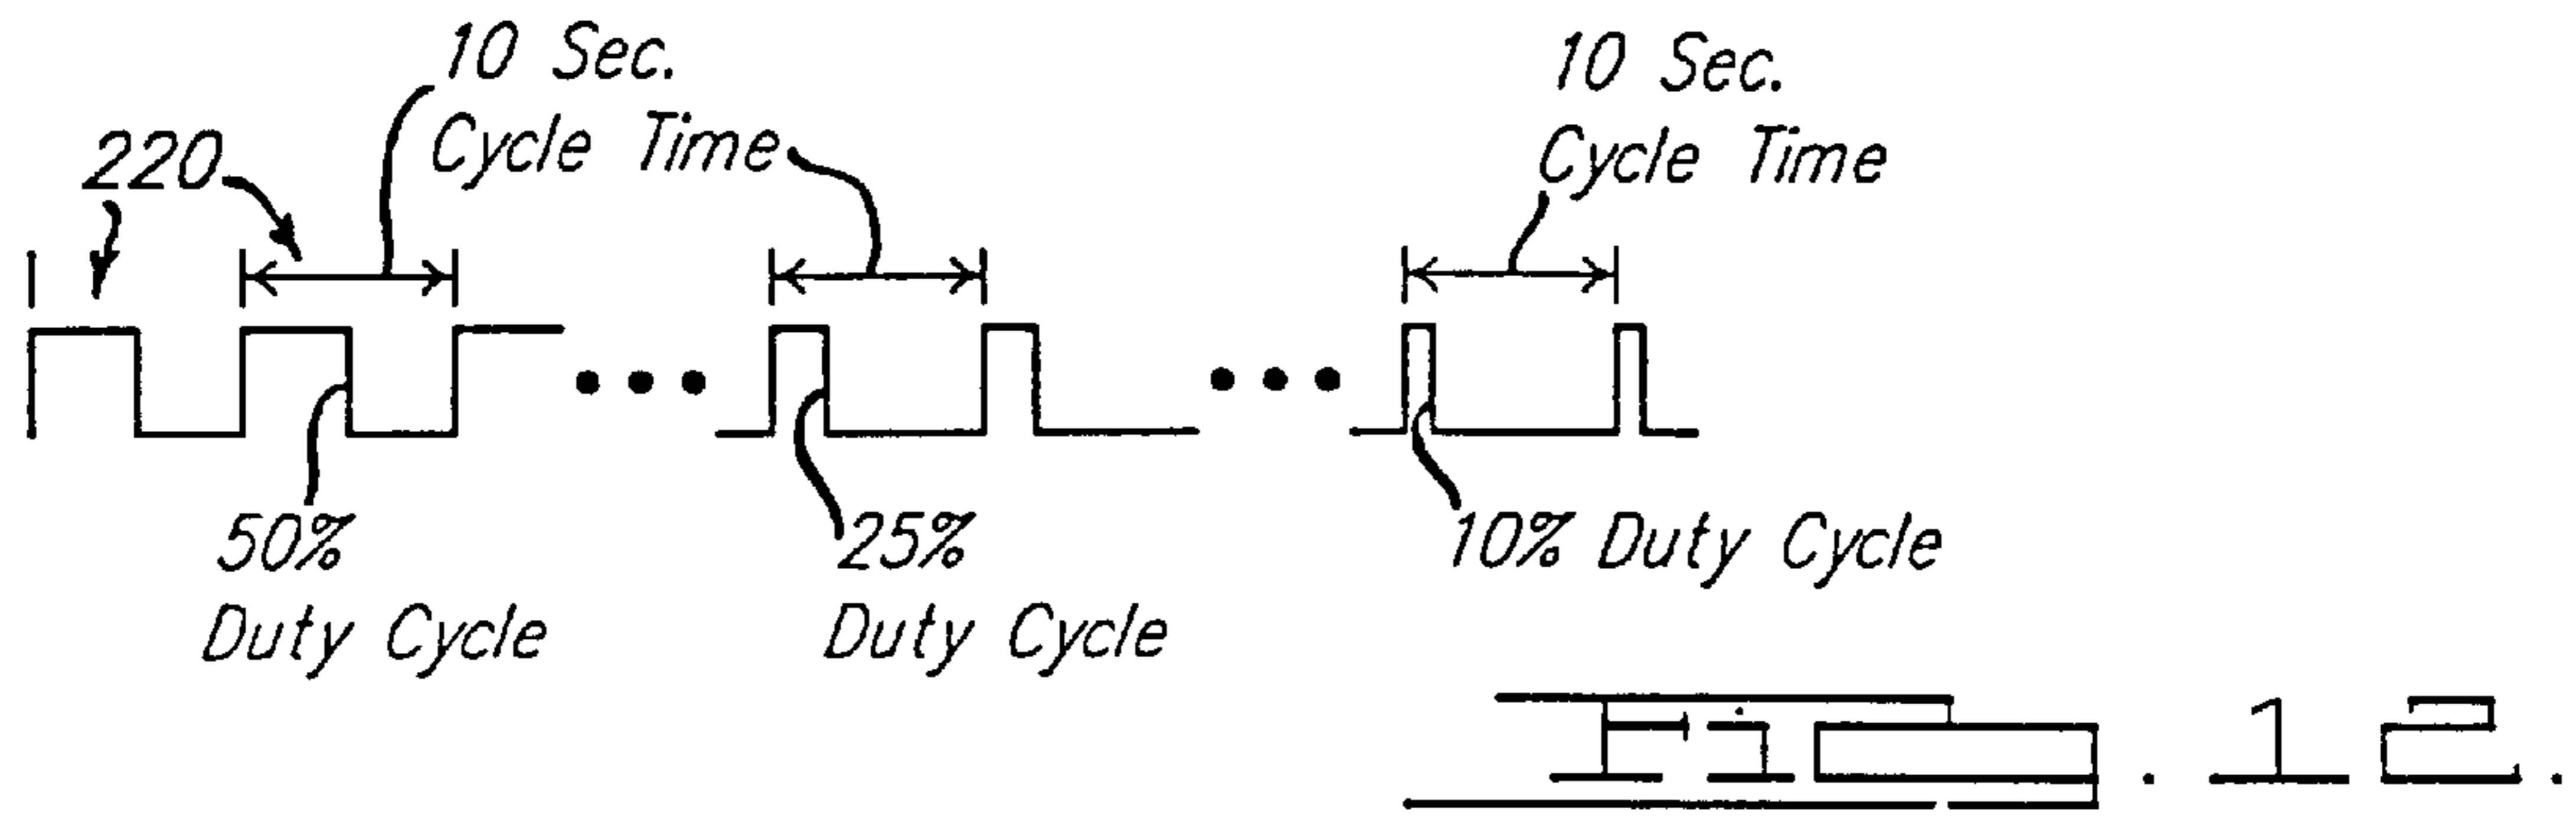 10 Sec.
Cycle Time
10 Sec.
Cycle Time
220
50%
Duty Cycle
25%
Duty Cycle
10% Duty Cycle
Fig.12.